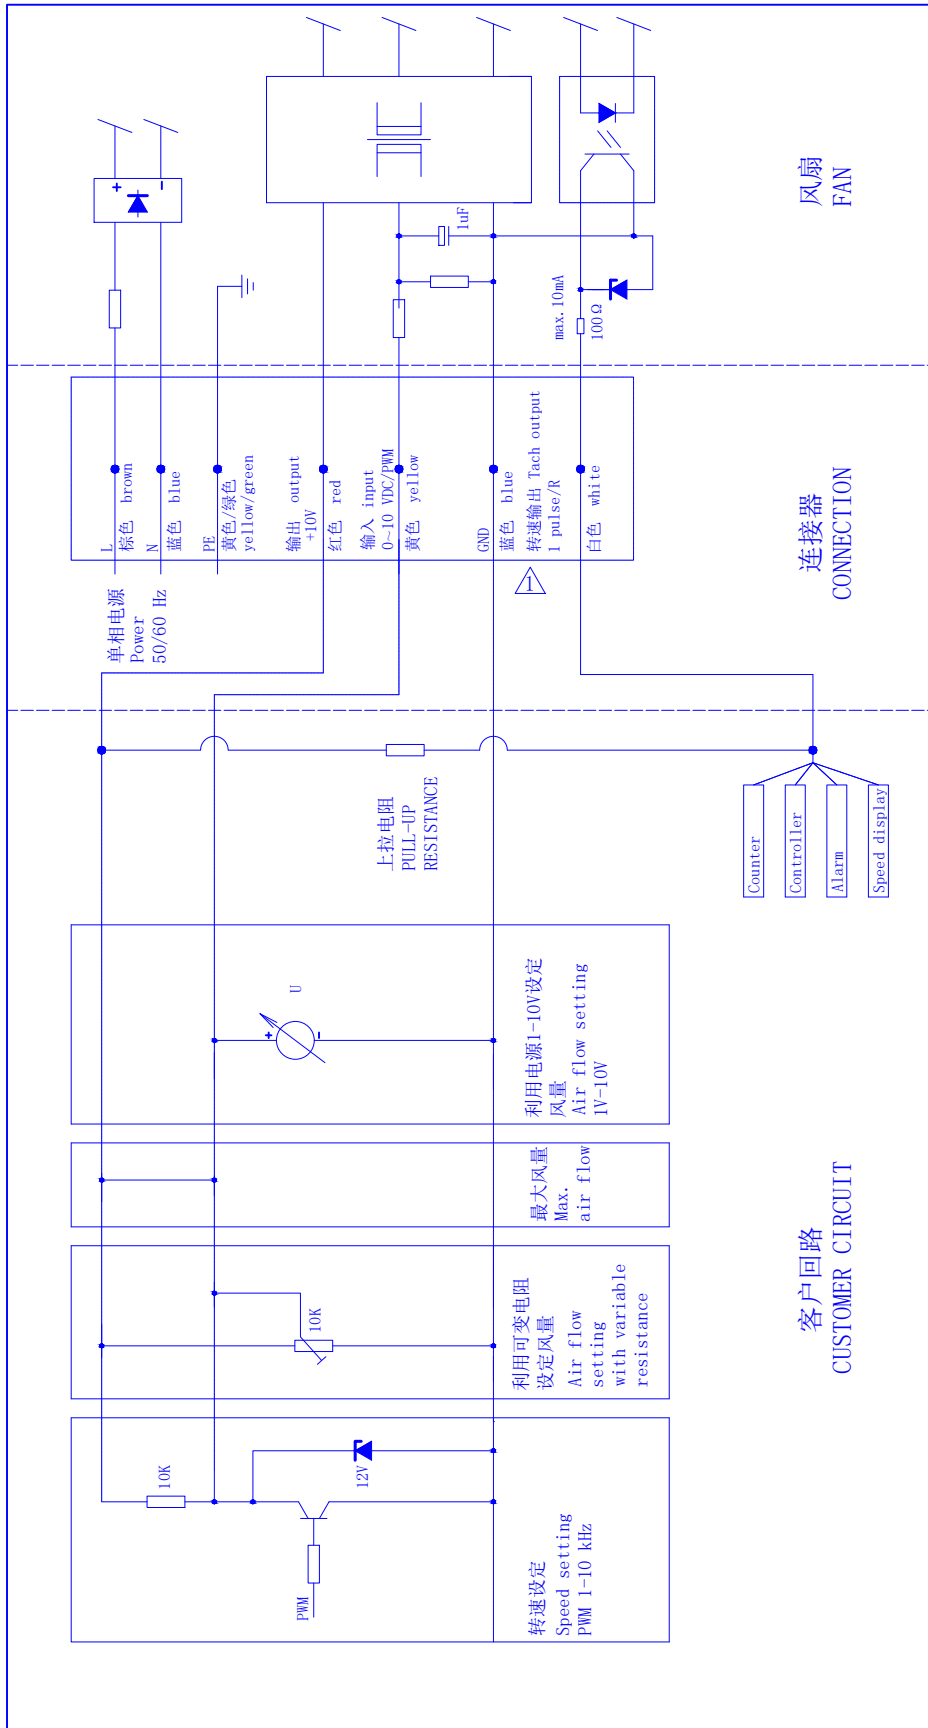 风扇
FAN
+
−
1uF
max.10mA
100Ω
连接器
CONNECTION
L
棕色 brown
N
蓝色 blue
PE
黄色/绿色
yellow/green
输出 output
+10V
红色 red
输入 input
0~10 VDC/PWM
黄色 yellow
GND
蓝色 blue
转速输出 Tach output
1 pulse/R
白色 white
1
单相电源
Power
50/60 Hz
上拉电阻
PULL-UP
RESISTANCE
Counter
Controller
Alarm
Speed display
客户回路
CUSTOMER CIRCUIT
U
+
−
利用电源1-10V设定
风量
Air flow setting
1V-10V
最大风量
Max.
air flow
10K
利用可变电阻
设定风量
Air flow
setting
with variable
resistance
10K
12V
PWM
转速设定
Speed setting
PWM 1-10 kHz